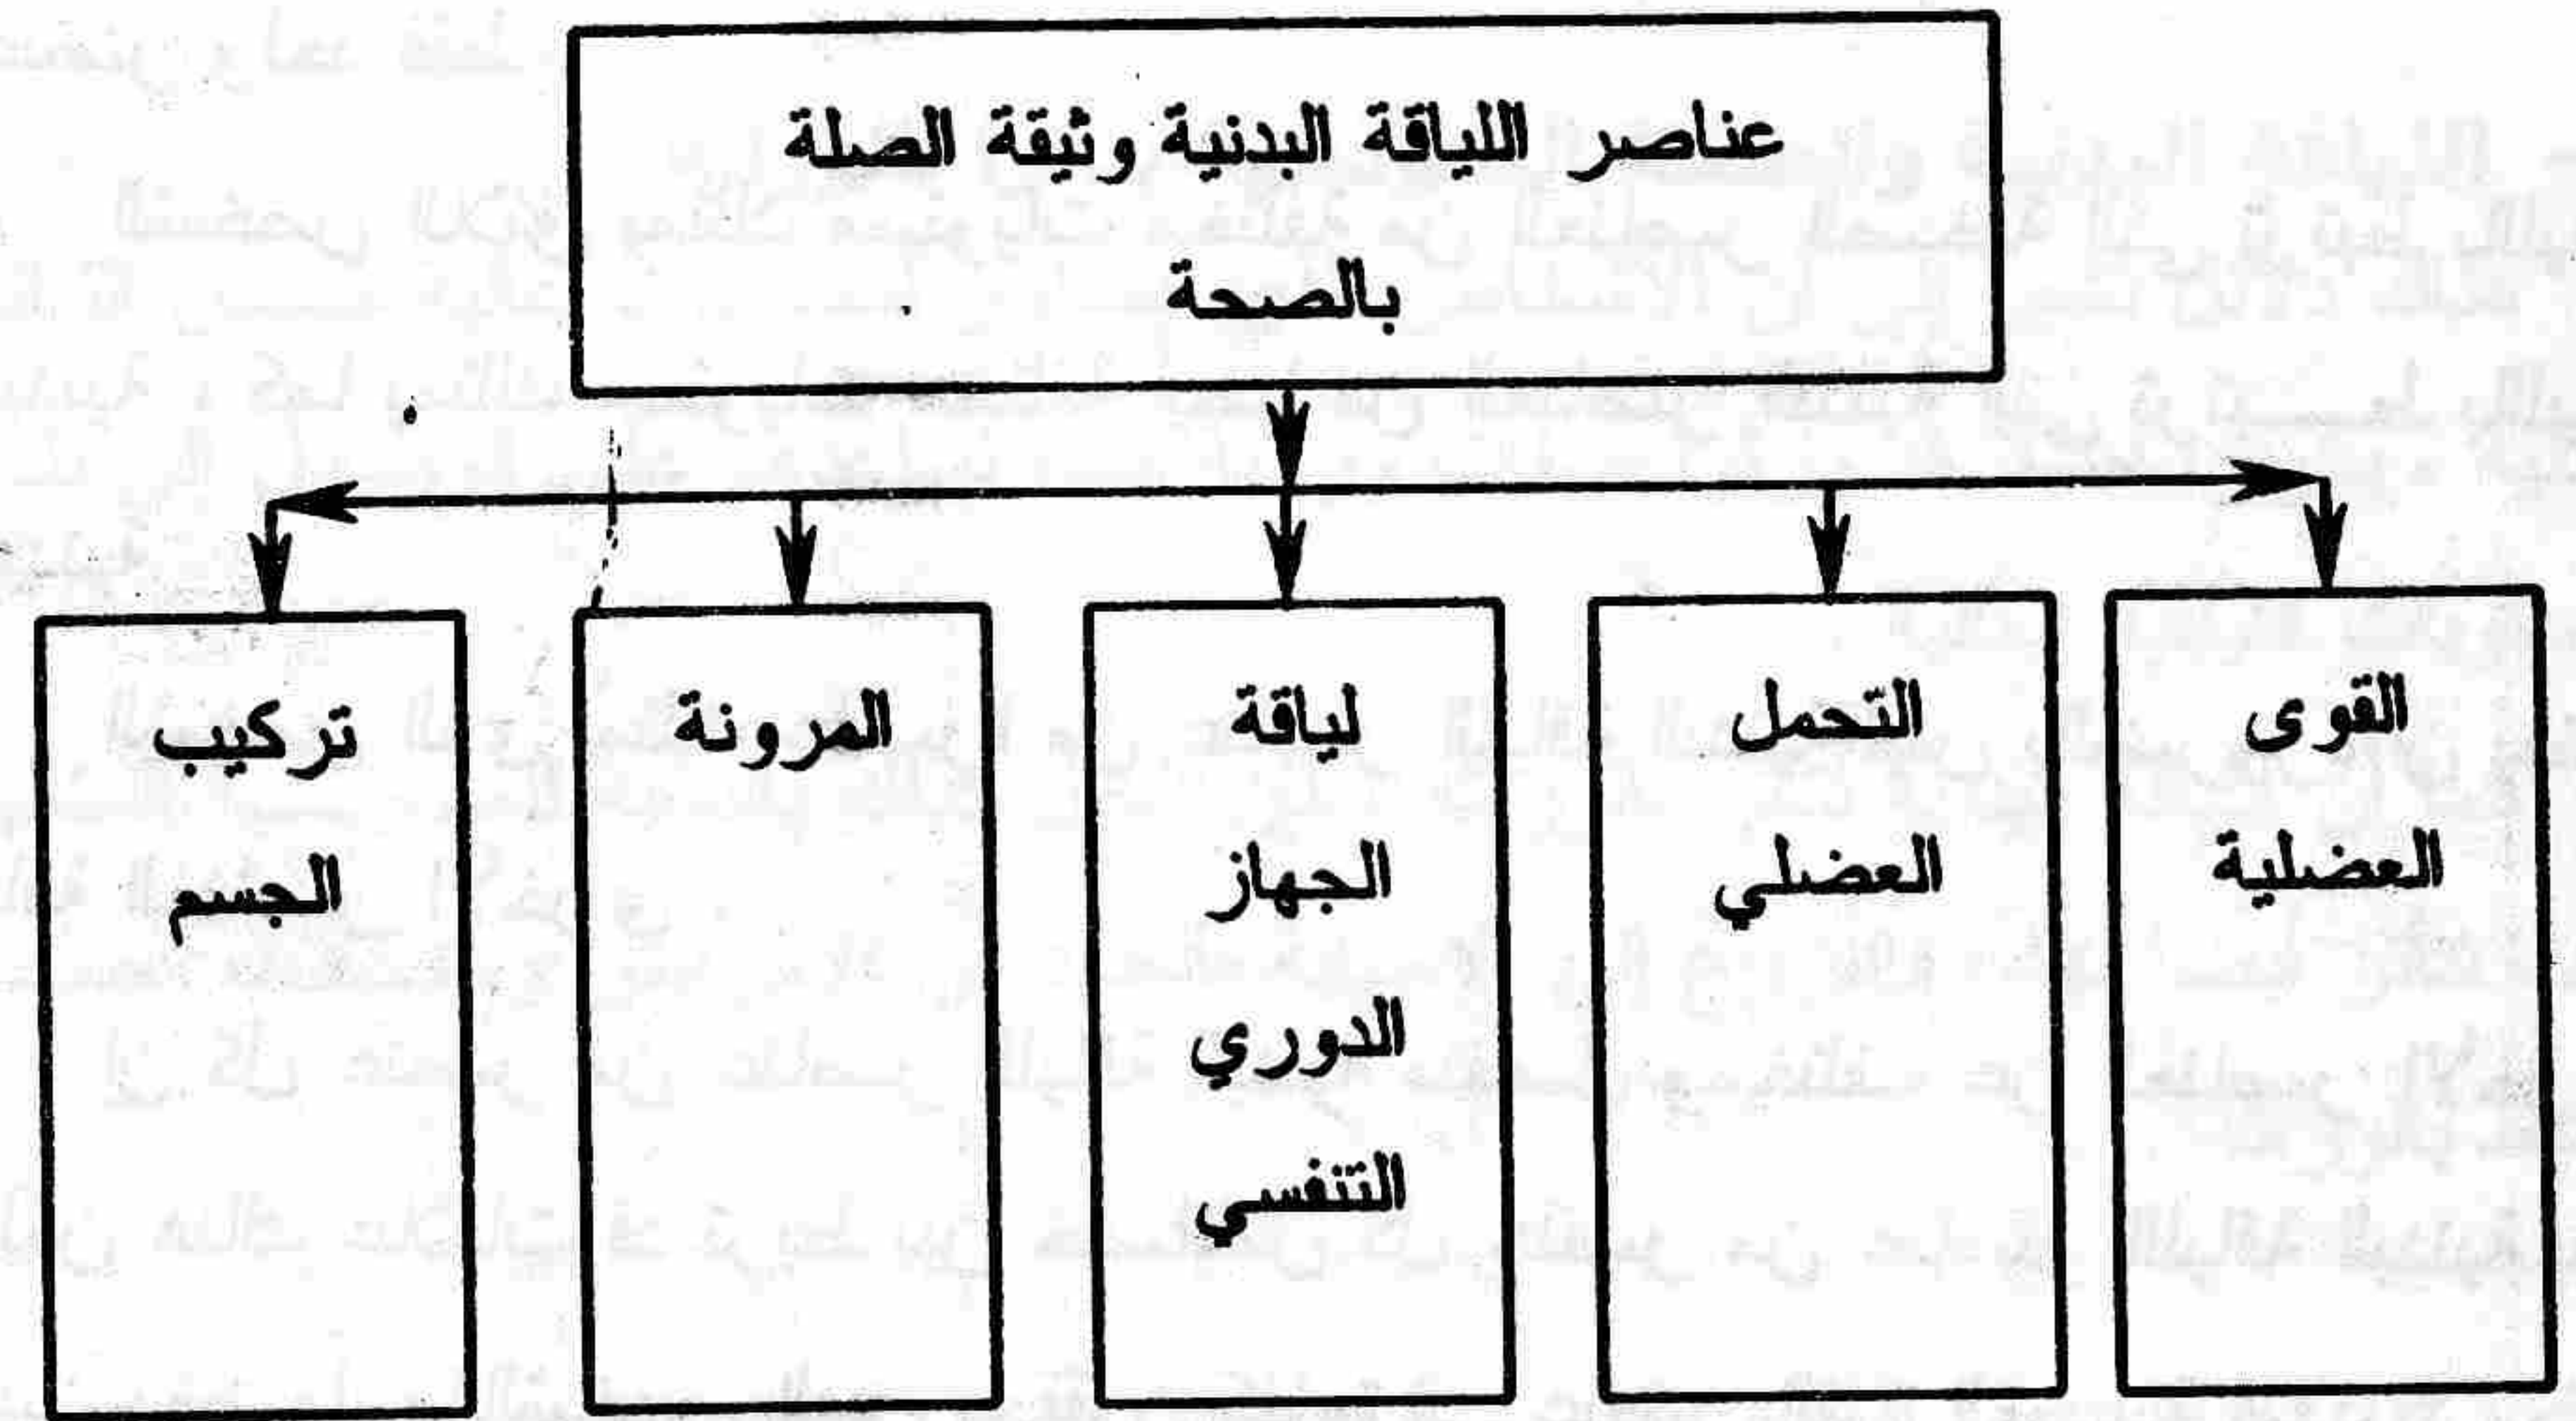 عناصر اللياقة البدنية وثيقة الصلة
بالصحة
القوى
العضلية
التحمل
العضلي
لياقة
الجهاز
الدوري
التنفسي
المرونة
تركيب
الجسم